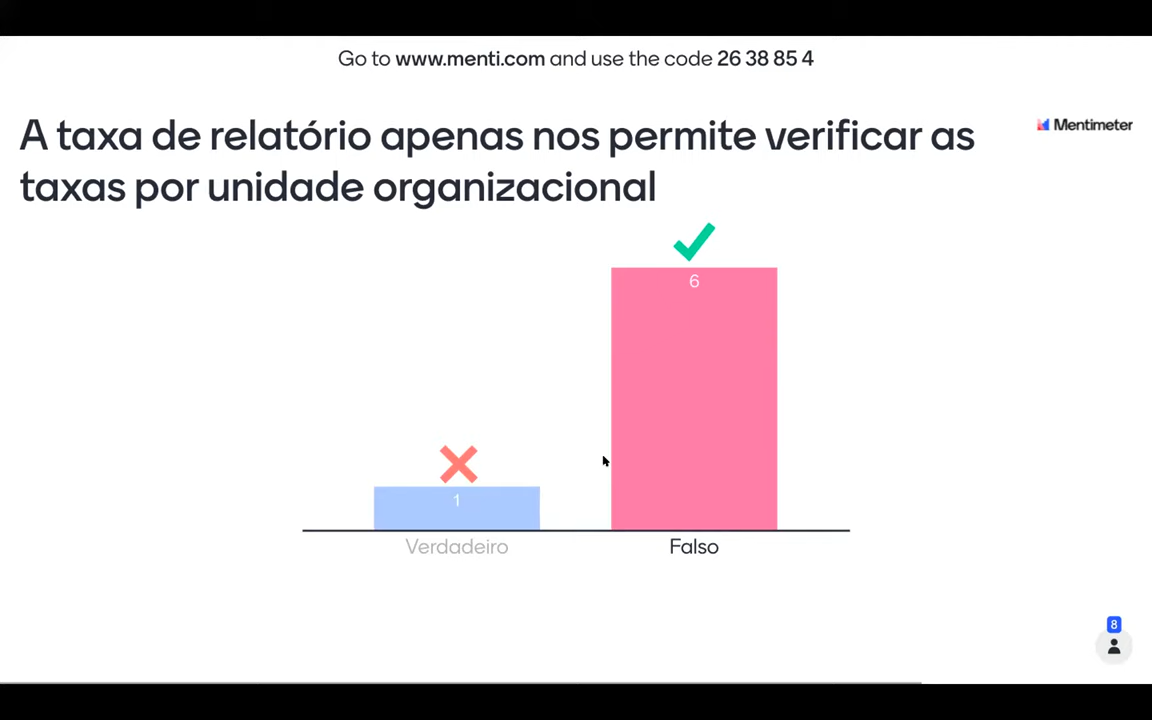 Go to www.menti.com and use the code 26 38 85 4
A taxa de relatório apenas nos permite verificar as
taxas por unidade organizacional
Mentimeter
6
1
Verdadeiro
Falso
8